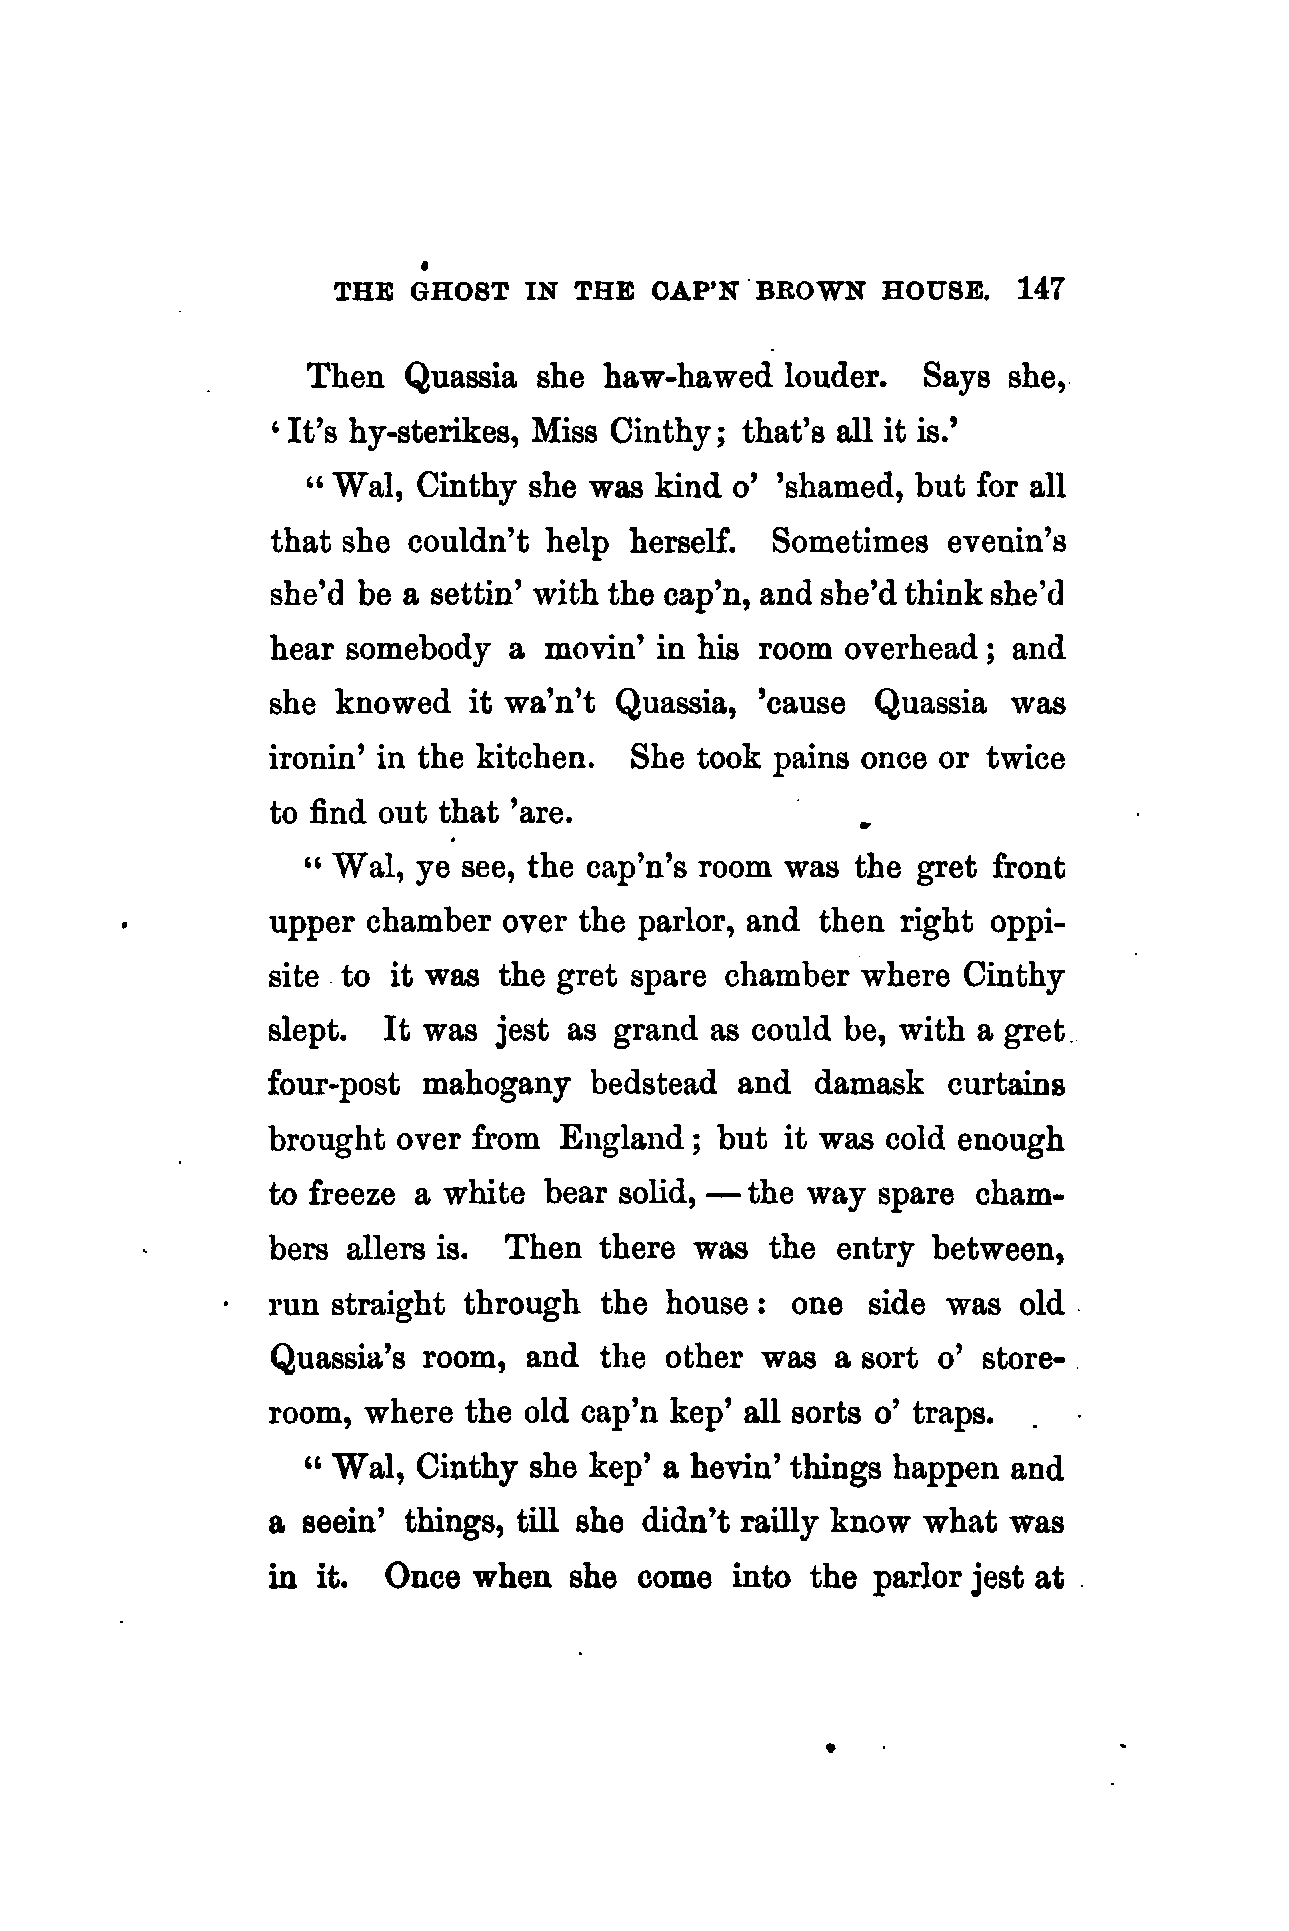 THE GHOST IN THE CAP'N BROWN HOUSE. 147
Then Quassia she haw-hawed louder. Says she,
‘It’s hy-sterikes, Miss Cinthy; that’s all it is.’
“Wal, Cinthy she was kind o’ ’shamed, but for all
that she couldn’t help herself. Sometimes evenin’s
she’d be a settin’ with the cap’n, and she’d think she’d
hear somebody a movin’ in his room overhead; and
she knowed it wa’n’t Quassia, ’cause Quassia was
ironin’ in the kitchen. She took pains once or twice
to find out that ’are.
“Wal, ye see, the cap’n’s room was the gret front
upper chamber over the parlor, and then right oppi-
site to it was the gret spare chamber where Cinthy
slept. It was jest as grand as could be, with a gret
four-post mahogany bedstead and damask curtains
brought over from England; but it was cold enough
to freeze a white bear solid,—the way spare cham-
bers allers is. Then there was the entry between,
run straight through the house: one side was old
Quassia’s room, and the other was a sort o’ store-
room, where the old cap’n kep’ all sorts o’ traps.
“Wal, Cinthy she kep’ a hevin’ things happen and
a seein’ things, till she didn’t railly know what was
in it. Once when she come into the parlor jest at